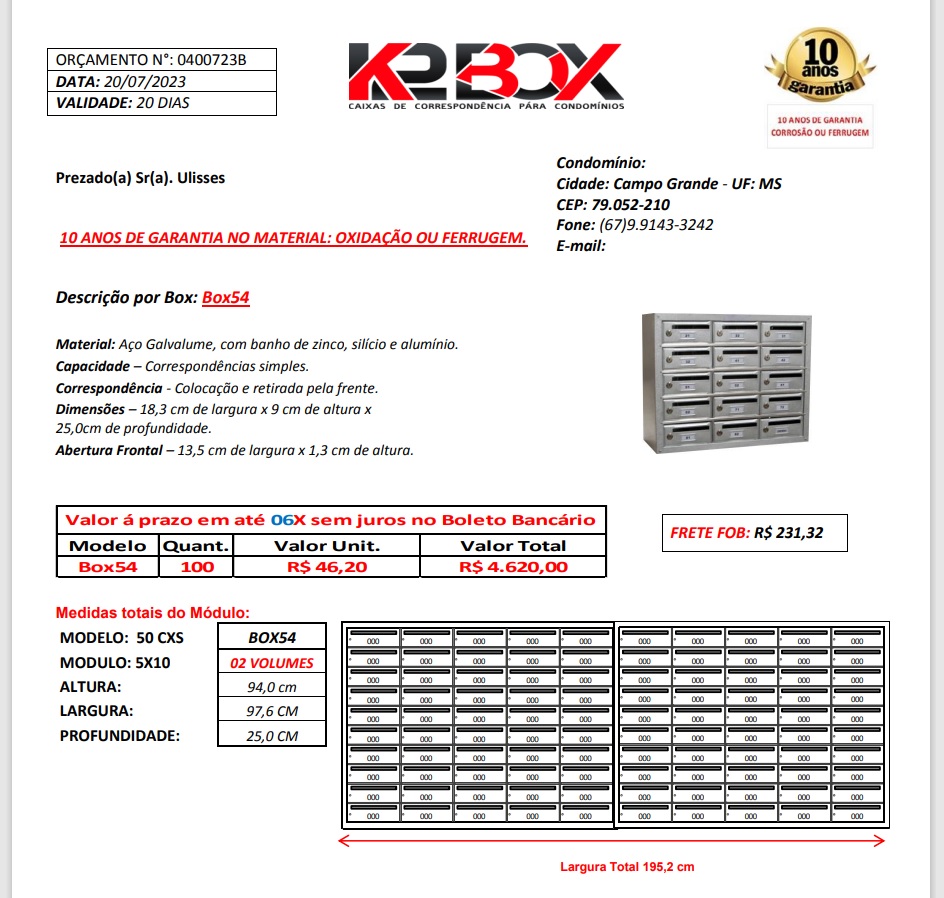 ORÇAMENTO N°: 0400723B
DATA: 20/07/2023
VALIDADE: 20 DIAS
K2BOX
CAIXAS DE CORRESPONDÊNCIA PÁRA CONDOMÍNIOS
10
anos
garantia
10 ANOS DE GARANTIA
CORROSÃO OU FERRUGEM
Prezado(a) Sr(a). Ulisses
Condomínio:
Cidade: Campo Grande - UF: MS
CEP: 79.052-210
Fone: (67)9.9143-3242
E-mail:
10 ANOS DE GARANTIA NO MATERIAL: OXIDAÇÃO OU FERRUGEM.
Descrição por Box: Box54
Material: Aço Galvalume, com banho de zinco, silício e alumínio.
Capacidade – Correspondências simples.
Correspondência - Colocação e retirada pela frente.
Dimensões – 18,3 cm de largura x 9 cm de altura x
25,0cm de profundidade.
Abertura Frontal – 13,5 cm de largura x 1,3 cm de altura.
Valor á prazo em até 06X sem juros no Boleto Bancário
Modelo Quant. Valor Unit. Valor Total
Box54 100 R$ 46,20 R$ 4.620,00
FRETE FOB: R$ 231,32
Medidas totais do Módulo:
MODELO: 50 CXS BOX54
MODULO: 5X10 02 VOLUMES
ALTURA: 94,0 cm
LARGURA: 97,6 CM
PROFUNDIDADE: 25,0 CM
000 000 000 000 000 000 000 000 000 000
000 000 000 000 000 000 000 000 000 000
000 000 000 000 000 000 000 000 000 000
000 000 000 000 000 000 000 000 000 000
000 000 000 000 000 000 000 000 000 000
000 000 000 000 000 000 000 000 000 000
000 000 000 000 000 000 000 000 000 000
000 000 000 000 000 000 000 000 000 000
000 000 000 000 000 000 000 000 000 000
000 000 000 000 000 000 000 000 000 000
Largura Total 195,2 cm